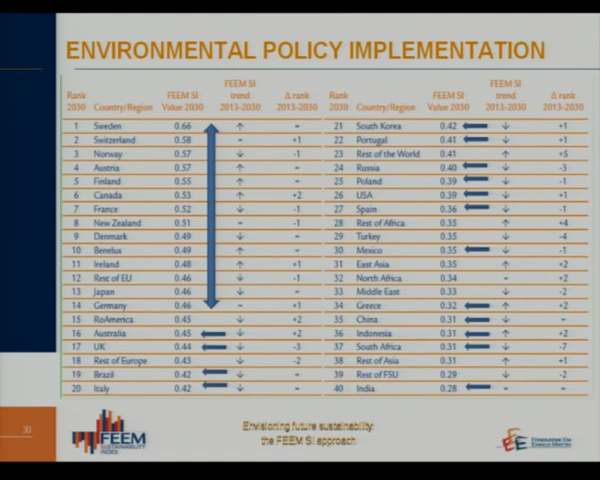 ENVIRONMENTAL POLICY IMPLEMENTATION
Rank 2030 Country/Region FEEM SI Value 2030 FEEM SI trend 2013-2030 Δ rank 2013-2030 Rank 2030 Country/Region FEEM SI Value 2030 FEEM SI trend 2013-2030 Δ rank 2013-2030
1 Sweden 0.66 ↑ = 21 South Korea 0.42 ↓ +1
2 Switzerland 0.58 = +1 22 Portugal 0.41 ↓ +1
3 Norway 0.57 ↓ -1 23 Rest of the World 0.41 ↑ +5
4 Austria 0.57 ↑ = 24 Russia 0.40 ↓ -3
5 Finland 0.55 ↑ = 25 Poland 0.39 ↓ -1
6 Canada 0.53 ↑ +2 26 USA 0.39 ↓ +1
7 France 0.52 ↓ -1 27 Spain 0.36 ↓ -1
8 New Zealand 0.51 = -1 28 Rest of Africa 0.35 ↑ +4
9 Denmark 0.49 ↓ = 29 Turkey 0.35 ↓ -4
10 Benelux 0.49 ↑ = 30 Mexico 0.35 ↓ -1
11 Ireland 0.48 ↑ +1 31 East Asia 0.35 ↑ +2
12 Rest of EU 0.46 ↓ -1 32 North Africa 0.34 = +2
13 Japan 0.46 ↓ = 33 Middle East 0.33 ↓ -2
14 Germany 0.46 = +1 34 Greece 0.32 ↑ +2
15 RoAmerica 0.45 ↓ +2 35 China 0.31 ↓ =
16 Australia 0.45 ↓ +2 36 Indonesia 0.31 ↑ +2
17 UK 0.44 ↓ -3 37 South Africa 0.31 ↓ -7
18 Rest of Europe 0.43 ↓ -2 38 Rest of Asia 0.31 ↑ +1
19 Brazil 0.42 ↓ = 39 Rest of FSU 0.29 ↓ -2
20 Italy 0.42 ↓ = 40 India 0.28 = =
30
FEEM
SUSTAINABILITY
INDEX
Envisioning future sustainability:
the FEEM SI approach
FONDAZIONE ENI
ENRICO MATTEI